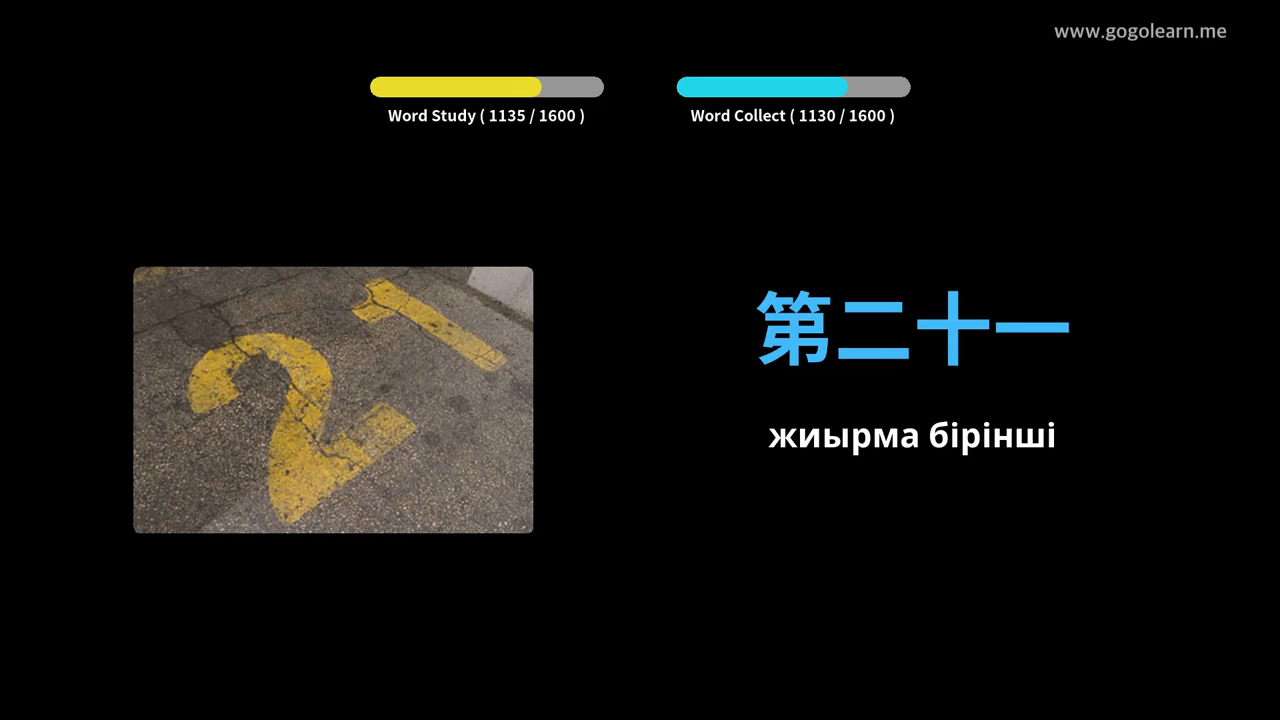 www.gogolearn.me
Word Study ( 1135 / 1600 )
Word Collect ( 1130 / 1600 )
21
第二十一
жиырма бірінші